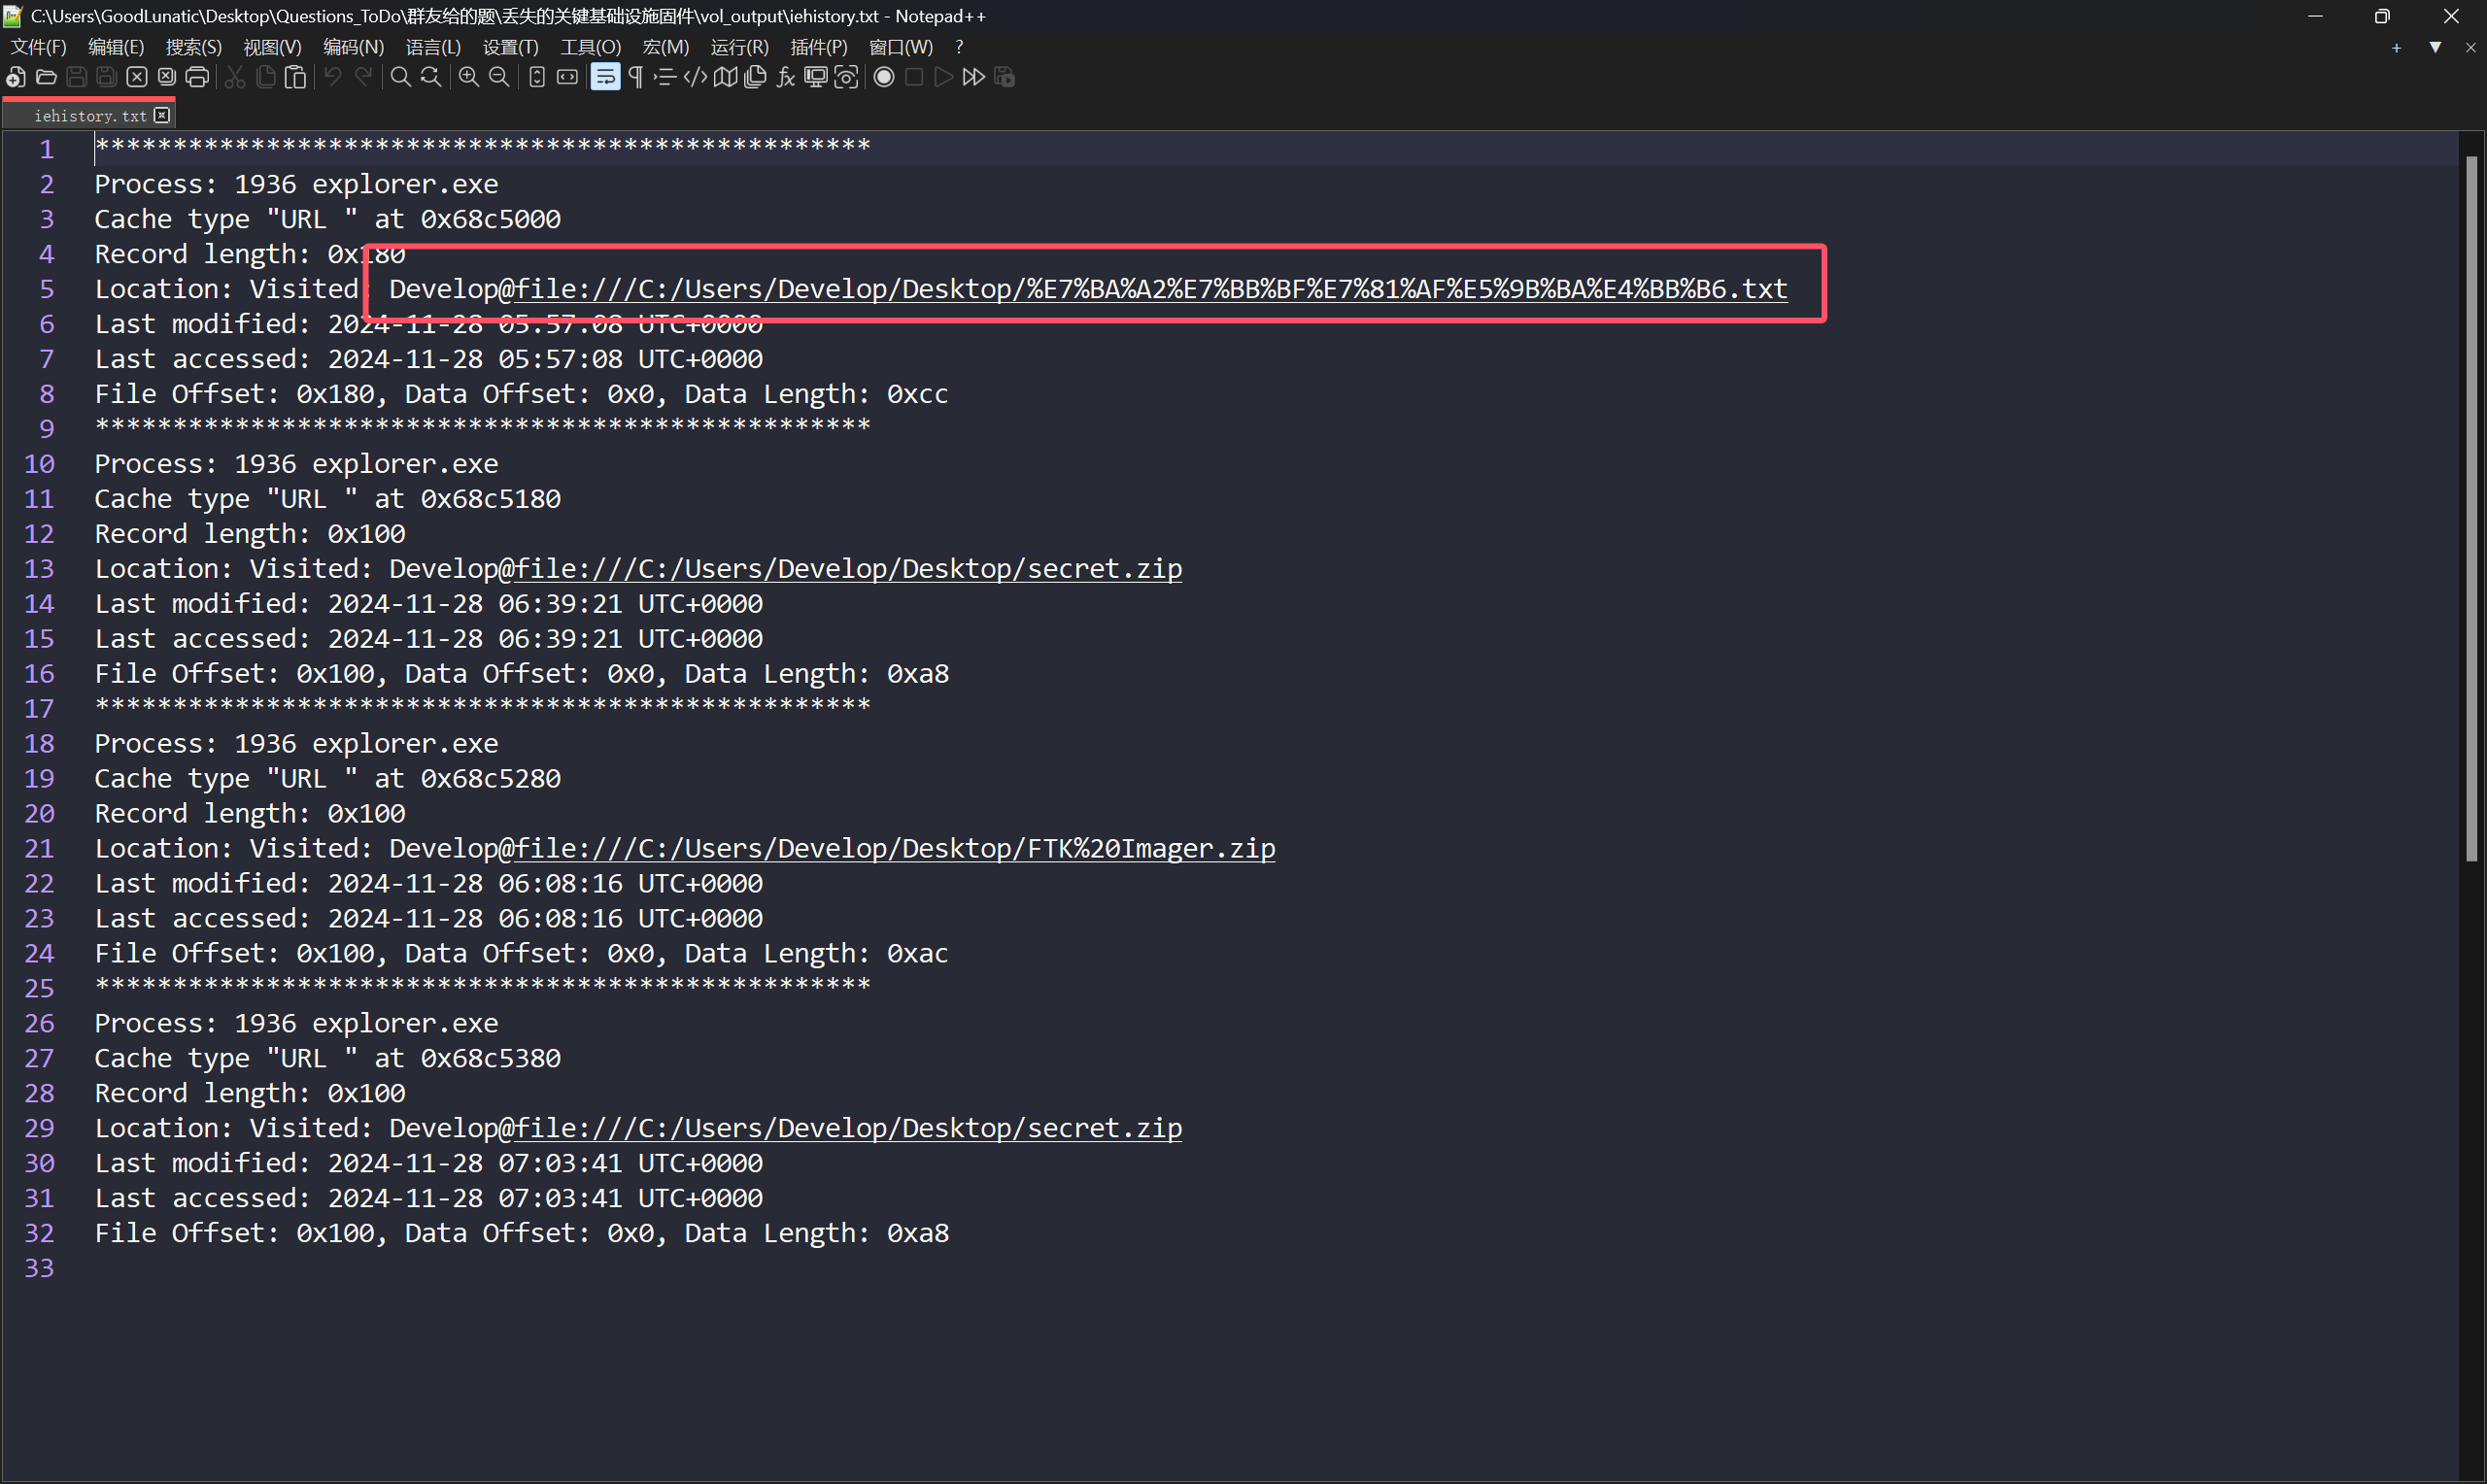 C:\Users\GoodLunatic\Desktop\Questions_ToDo\群友给的题\丢失的关键基础设施固件\vol_output\iehistory.txt - Notepad++
文件(F) 编辑(E) 搜索(S) 视图(V) 编码(N) 语言(L) 设置(T) 工具(O) 宏(M) 运行(R) 插件(P) 窗口(W) ?
iehistory.txt
1 **************************************************
2 Process: 1936 explorer.exe
3 Cache type "URL " at 0x68c5000
4 Record length: 0x180
5 Location: Visited: Develop@file:///C:/Users/Develop/Desktop/%E7%BA%A2%E7%BB%BF%E7%81%AF%E5%9B%BA%E4%BB%B6.txt
6 Last modified: 2024-11-28 05:57:08 UTC+0000
7 Last accessed: 2024-11-28 05:57:08 UTC+0000
8 File Offset: 0x180, Data Offset: 0x0, Data Length: 0xcc
9 **************************************************
10 Process: 1936 explorer.exe
11 Cache type "URL " at 0x68c5180
12 Record length: 0x100
13 Location: Visited: Develop@file:///C:/Users/Develop/Desktop/secret.zip
14 Last modified: 2024-11-28 06:39:21 UTC+0000
15 Last accessed: 2024-11-28 06:39:21 UTC+0000
16 File Offset: 0x100, Data Offset: 0x0, Data Length: 0xa8
17 **************************************************
18 Process: 1936 explorer.exe
19 Cache type "URL " at 0x68c5280
20 Record length: 0x100
21 Location: Visited: Develop@file:///C:/Users/Develop/Desktop/FTK%20Imager.zip
22 Last modified: 2024-11-28 06:08:16 UTC+0000
23 Last accessed: 2024-11-28 06:08:16 UTC+0000
24 File Offset: 0x100, Data Offset: 0x0, Data Length: 0xac
25 **************************************************
26 Process: 1936 explorer.exe
27 Cache type "URL " at 0x68c5380
28 Record length: 0x100
29 Location: Visited: Develop@file:///C:/Users/Develop/Desktop/secret.zip
30 Last modified: 2024-11-28 07:03:41 UTC+0000
31 Last accessed: 2024-11-28 07:03:41 UTC+0000
32 File Offset: 0x100, Data Offset: 0x0, Data Length: 0xa8
33